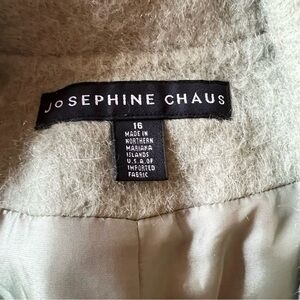 JoSEPHINE CHAUS
16
MADE IN
NORTHERN
MARIANA
ISLANDS
U.S.A. OF
IMPORTED
FABRIC